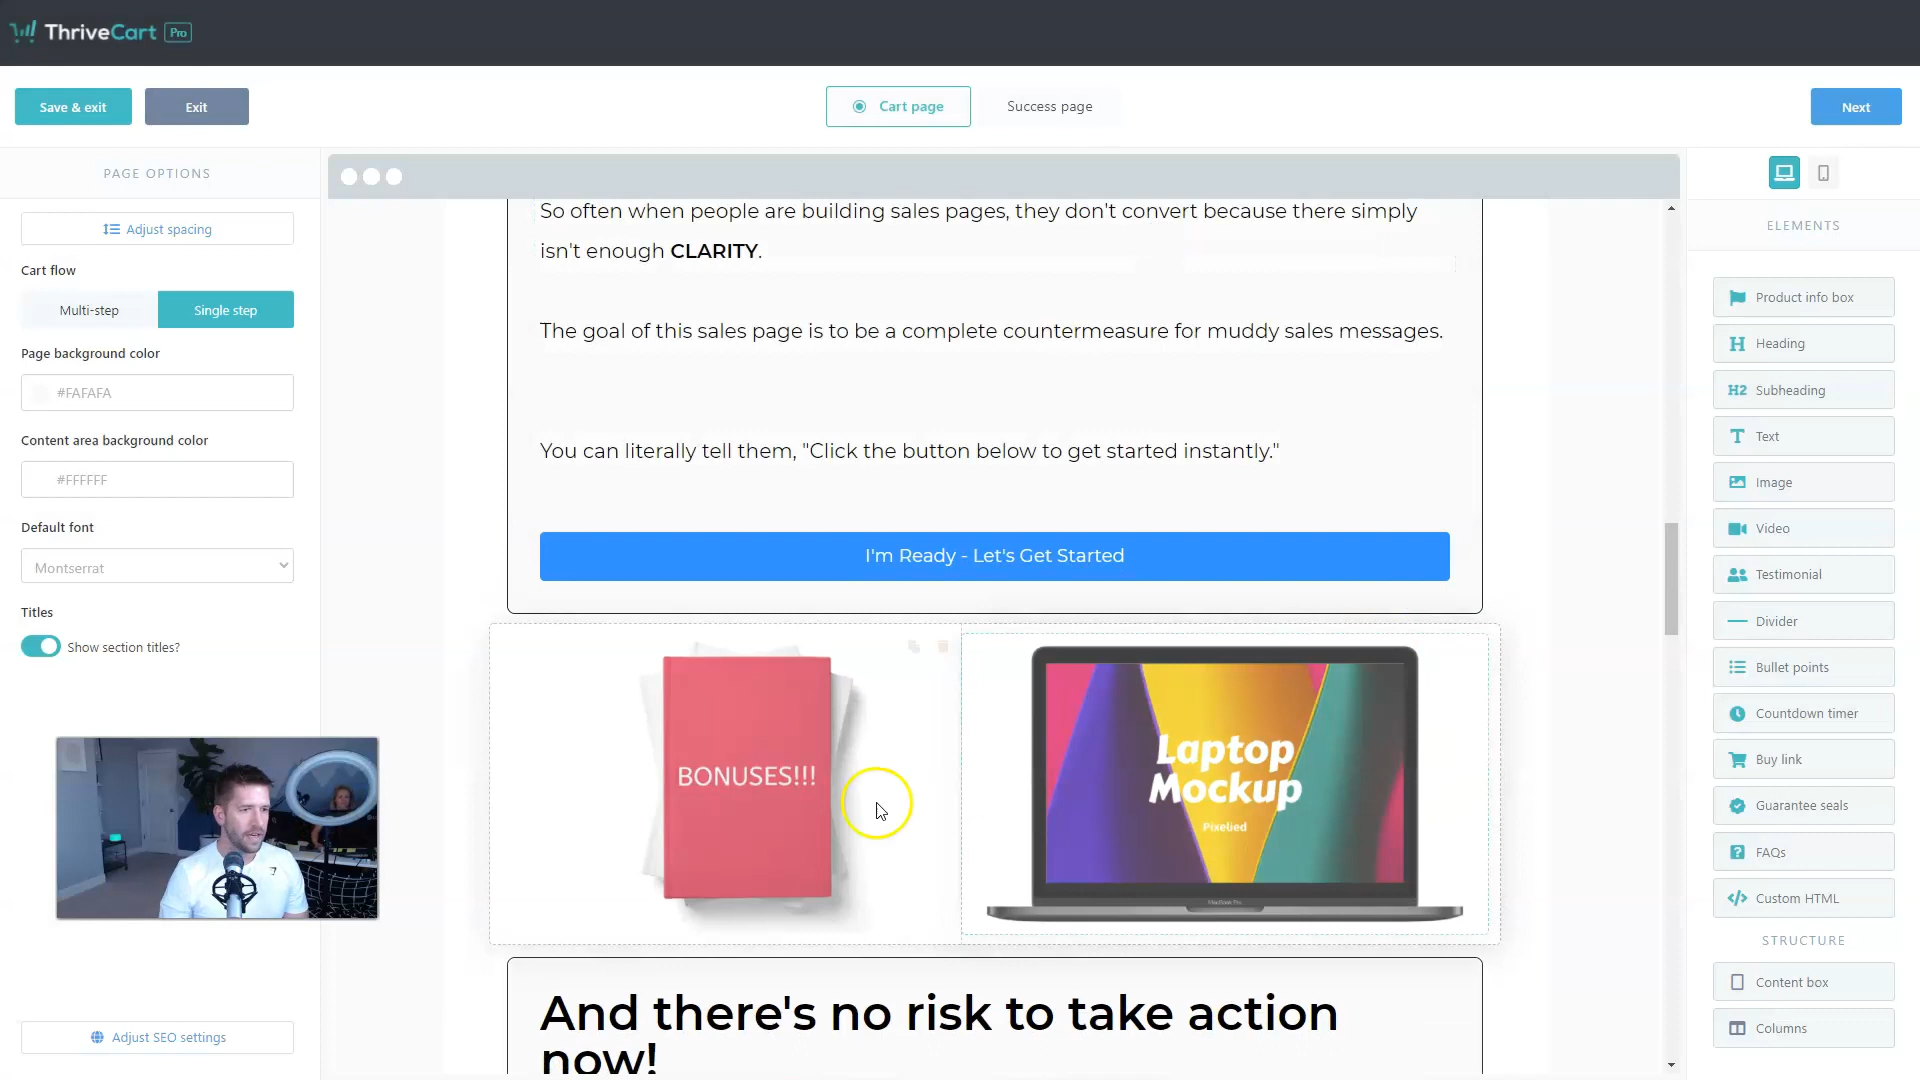 ThriveCart Pro
Save & exit
Exit
Cart page
Success page
Next
PAGE OPTIONS
Adjust spacing
Cart flow
Multi-step
Single step
Page background color
#FAFAFA
Content area background color
#FFFFFF
Default font
Montserrat
Titles
Show section titles?
Adjust SEO settings
So often when people are building sales pages, they don't convert because there simply
isn't enough CLARITY.
The goal of this sales page is to be a complete countermeasure for muddy sales messages.
You can literally tell them, "Click the button below to get started instantly."
I'm Ready - Let's Get Started
BONUSES!!!
Laptop
Mockup
Pixelied
MacBook Pro
And there's no risk to take action
now!
ELEMENTS
Product info box
H Heading
H2 Subheading
T Text
Image
Video
Testimonial
Divider
Bullet points
Countdown timer
Buy link
Guarantee seals
? FAQs
</> Custom HTML
STRUCTURE
Content box
Columns